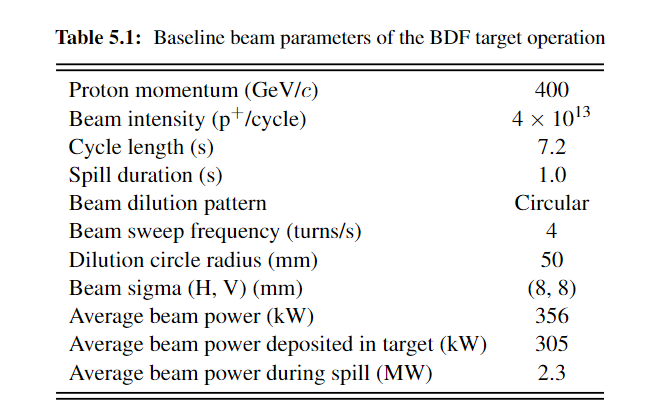 Table 5.1: Baseline beam parameters of the BDF target operation
Proton momentum (GeV/c) 400
Beam intensity (p⁺/cycle) 4 × 10¹³
Cycle length (s) 7.2
Spill duration (s) 1.0
Beam dilution pattern Circular
Beam sweep frequency (turns/s) 4
Dilution circle radius (mm) 50
Beam sigma (H, V) (mm) (8, 8)
Average beam power (kW) 356
Average beam power deposited in target (kW) 305
Average beam power during spill (MW) 2.3